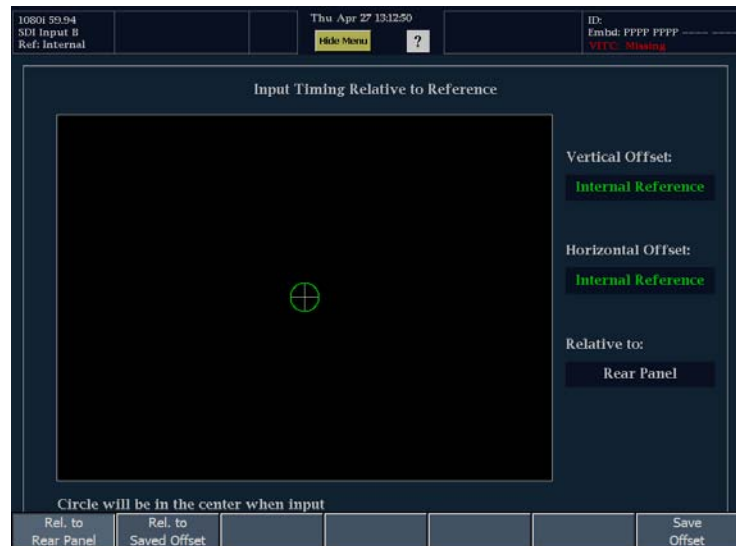 1080i 59.94
SDI Input B
Ref: Internal
Thu Apr 27 13:12:50
Hide Menu
?
ID:
Embd: PPPP PPPP ---- ----
VITC: Missing
Input Timing Relative to Reference
Vertical Offset:
Internal Reference
Horizontal Offset:
Internal Reference
Relative to:
Rear Panel
Circle will be in the center when input
Rel. to
Rear Panel
Rel. to
Saved Offset
Save
Offset